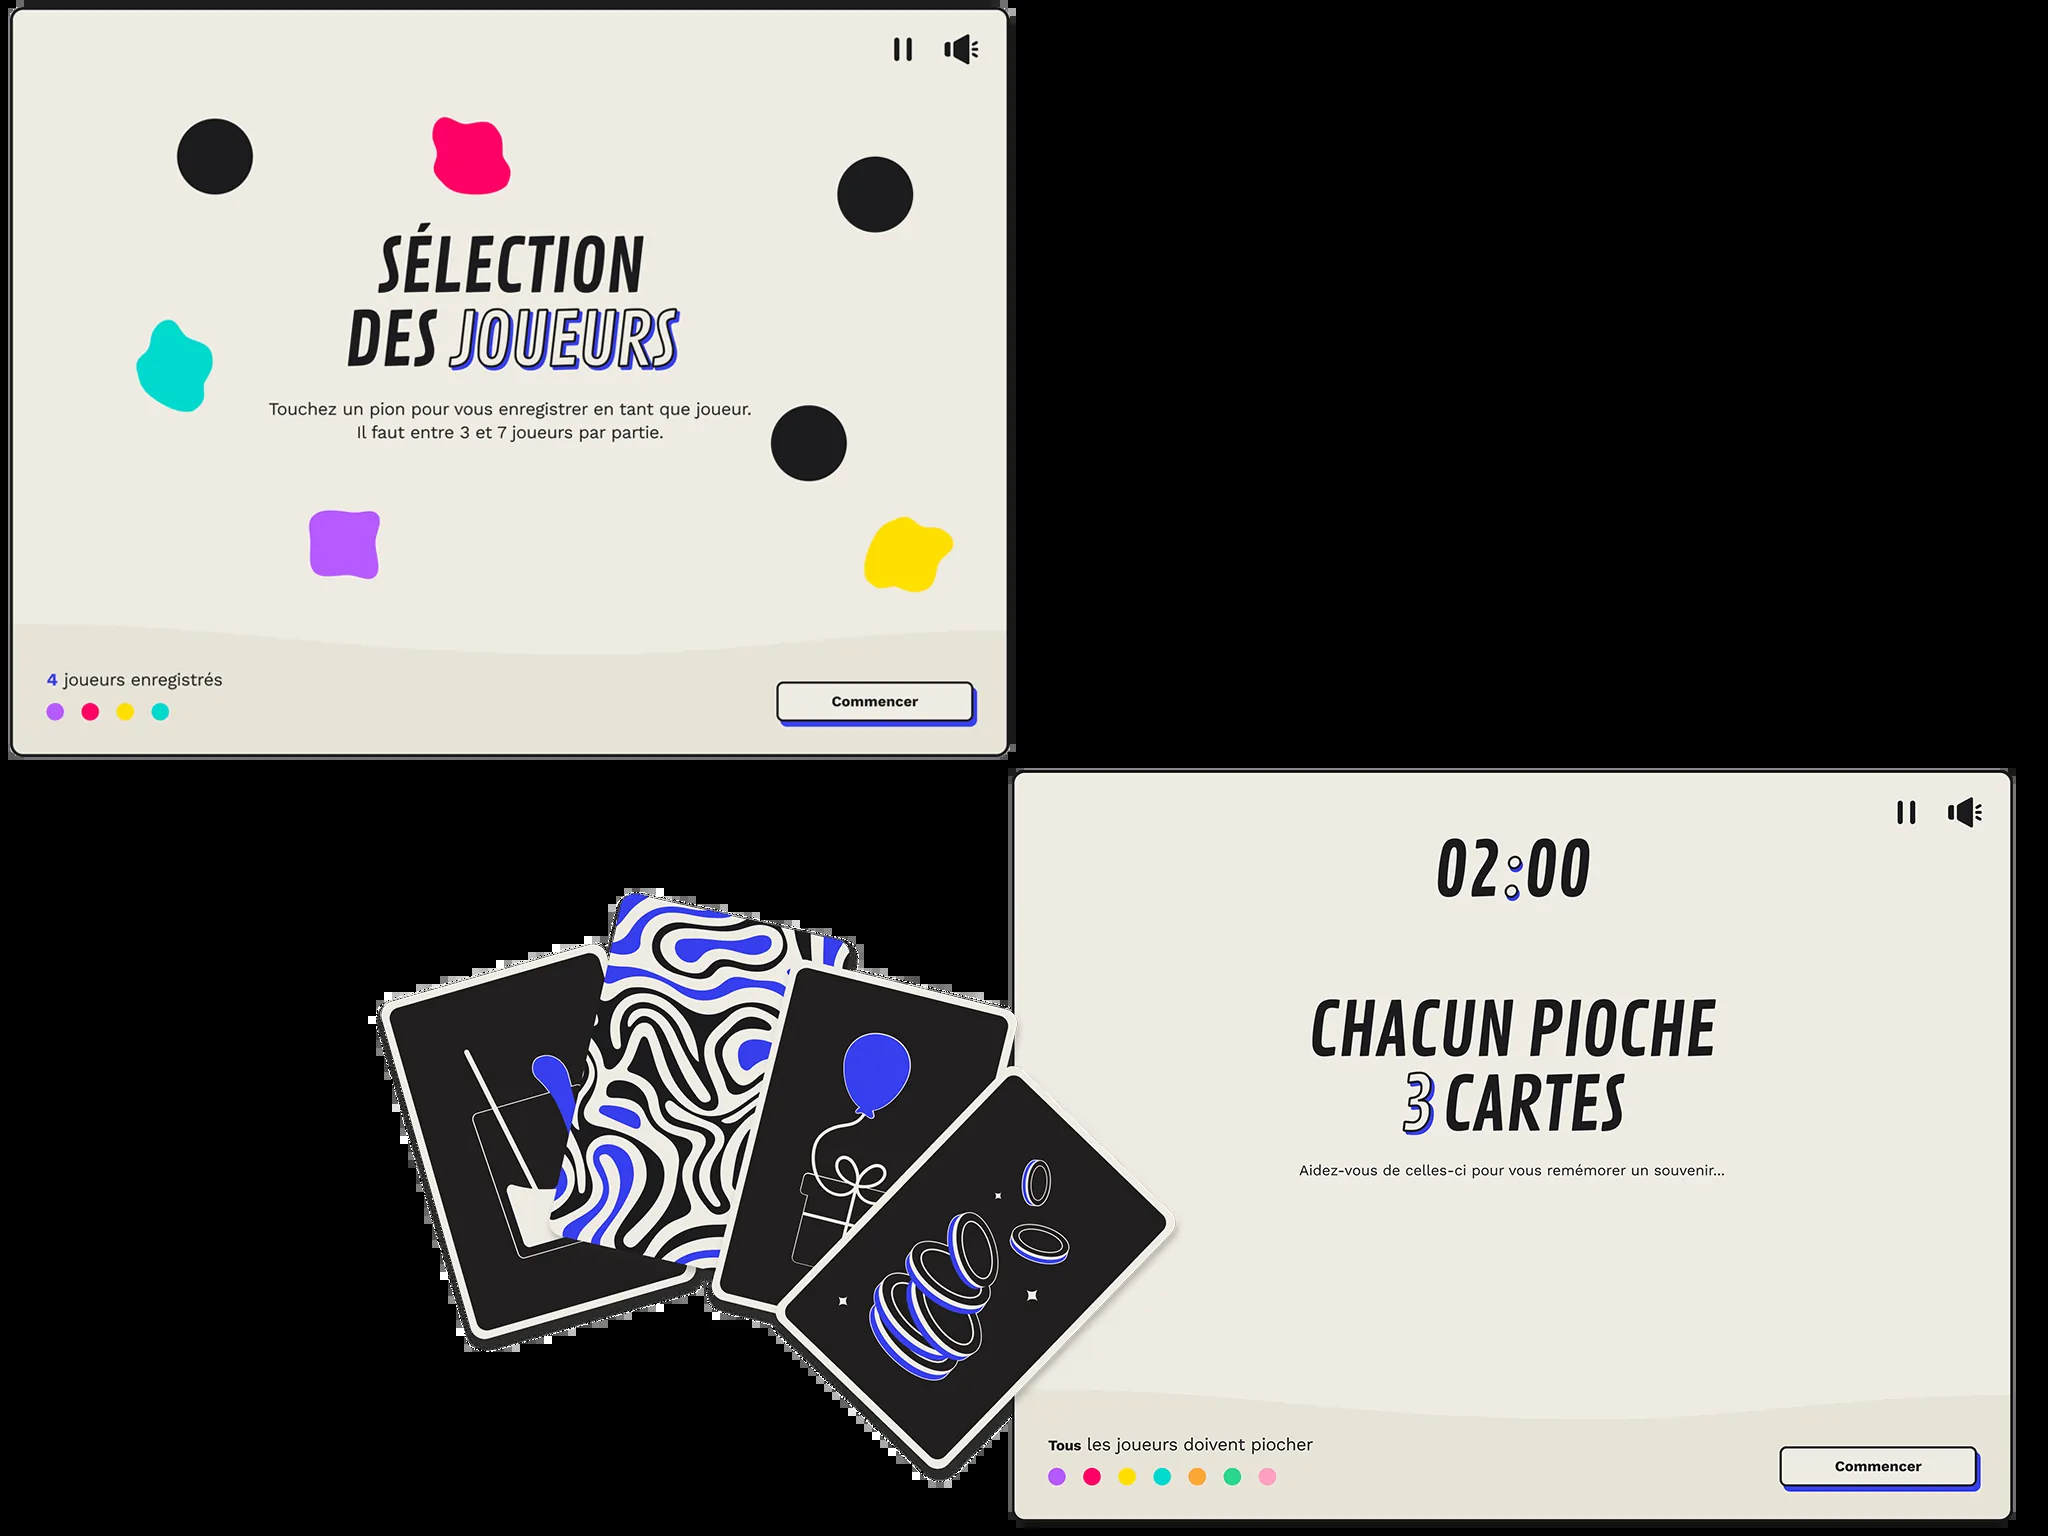 SÉLECTION
DES JOUEURS
Touchez un pion pour vous enregistrer en tant que joueur.
Il faut entre 3 et 7 joueurs par partie.
4 joueurs enregistrés
Commencer
02:00
CHACUN PIOCHE
3 CARTES
Aidez-vous de celles-ci pour vous remémorer un souvenir...
Tous les joueurs doivent piocher
Commencer